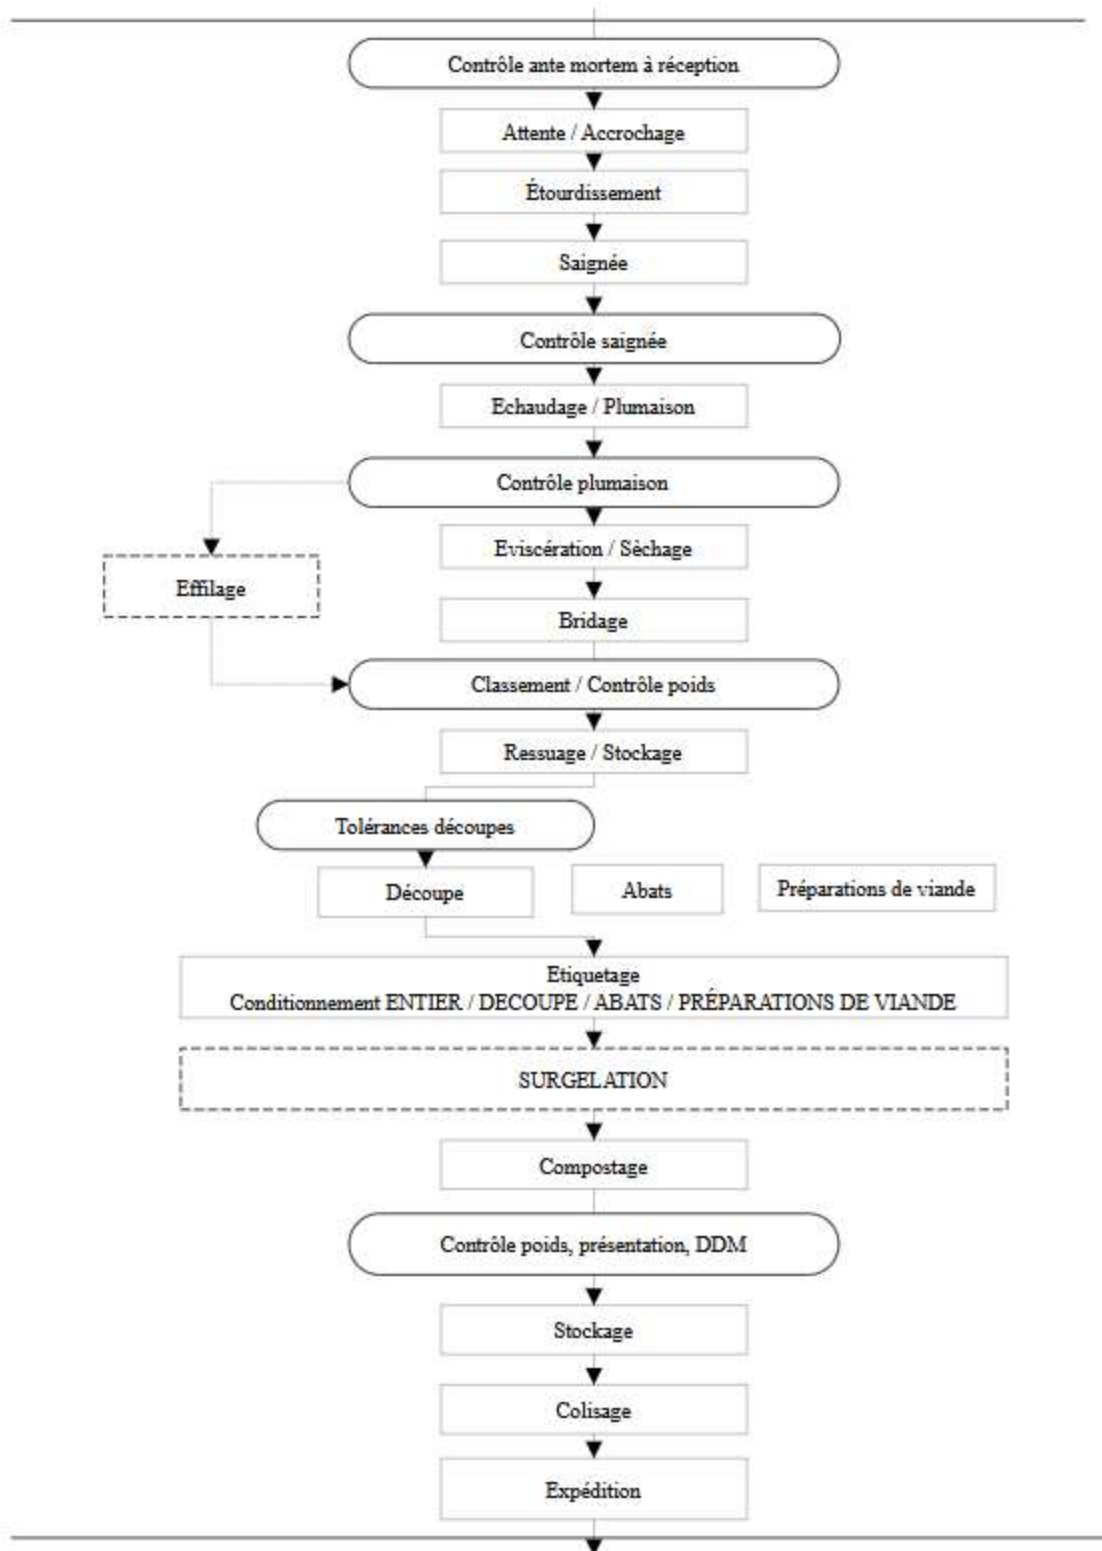 Contrôle ante mortem à réception
Attente / Accrochage
Étourdissement
Saignée
Contrôle saignée
Echaudage / Plumaison
Contrôle plumaison
Eviscération / Sèchage
Effilage
Bridage
Classement / Contrôle poids
Ressuage / Stockage
Tolérances découpes
Découpe
Abats
Préparations de viande
Etiquetage
Conditionnement ENTIER / DECOUPE / ABATS / PRÉPARATIONS DE VIANDE
SURGELATION
Compostage
Contrôle poids, présentation, DDM
Stockage
Colisage
Expédition